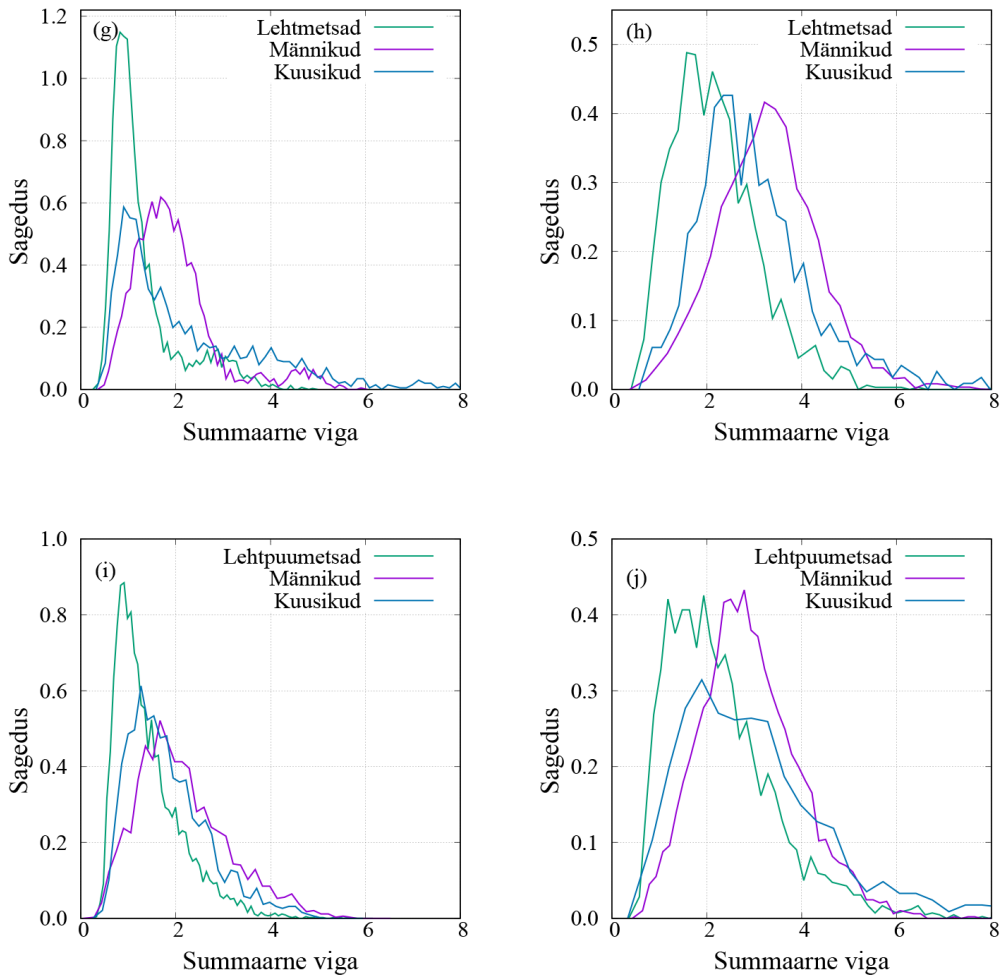 (g)
Lehtmetsad
Männikud
Kuusikud
Sagedus
1.2
1.0
0.8
0.6
0.4
0.2
0.0
0 2 4 6 8
Summaarne viga
(h)
Lehtmetsad
Männikud
Kuusikud
Sagedus
0.5
0.4
0.3
0.2
0.1
0.0
0 2 4 6 8
Summaarne viga
(i)
Lehtpuumetsad
Männikud
Kuusikud
Sagedus
1.0
0.8
0.6
0.4
0.2
0.0
0 2 4 6 8
Summaarne viga
(j)
Lehtpuumetsad
Männikud
Kuusikud
Sagedus
0.5
0.4
0.3
0.2
0.1
0.0
0 2 4 6 8
Summaarne viga